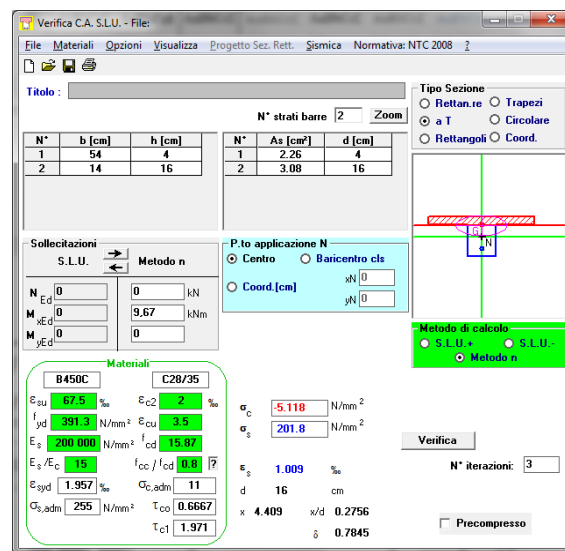 Verifica C.A. S.L.U. - File:
File Materiali Opzioni Visualizza Progetto Sez. Rett. Sismica Normativa: NTC 2008 ?
Titolo :
N° strati barre 2 Zoom
Tipo Sezione
Rettan.re Trapezi
a T Circolare
Rettangoli Coord.
N° b [cm] h [cm]
1 54 4
2 14 16
N° As [cm²] d [cm]
1 2.26 4
2 3.08 16
G
N
Sollecitazioni
S.L.U. Metodo n
N Ed 0 0 kN
M xEd 0 9,67 kNm
M yEd 0 0
P.to applicazione N
Centro Baricentro cls
Coord.[cm]
xN 0
yN 0
Metodo di calcolo
S.L.U.+ S.L.U.-
Metodo n
Materiali
B450C C28/35
εsu 67.5 ‰ εc2 2 ‰
fyd 391.3 N/mm² εcu 3.5
Es 200 000 N/mm² fcd 15.87
Es/Ec 15 fcc / fcd 0.8 ?
εsyd 1.957 ‰ σc,adm 11
σs,adm 255 N/mm² τco 0.6667
τc1 1.971
σc -5.118 N/mm²
σs 201.8 N/mm²
εs 1.009 ‰
d 16 cm
x 4.409 x/d 0.2756
δ 0.7845
Verifica
N° iterazioni: 3
Precompresso